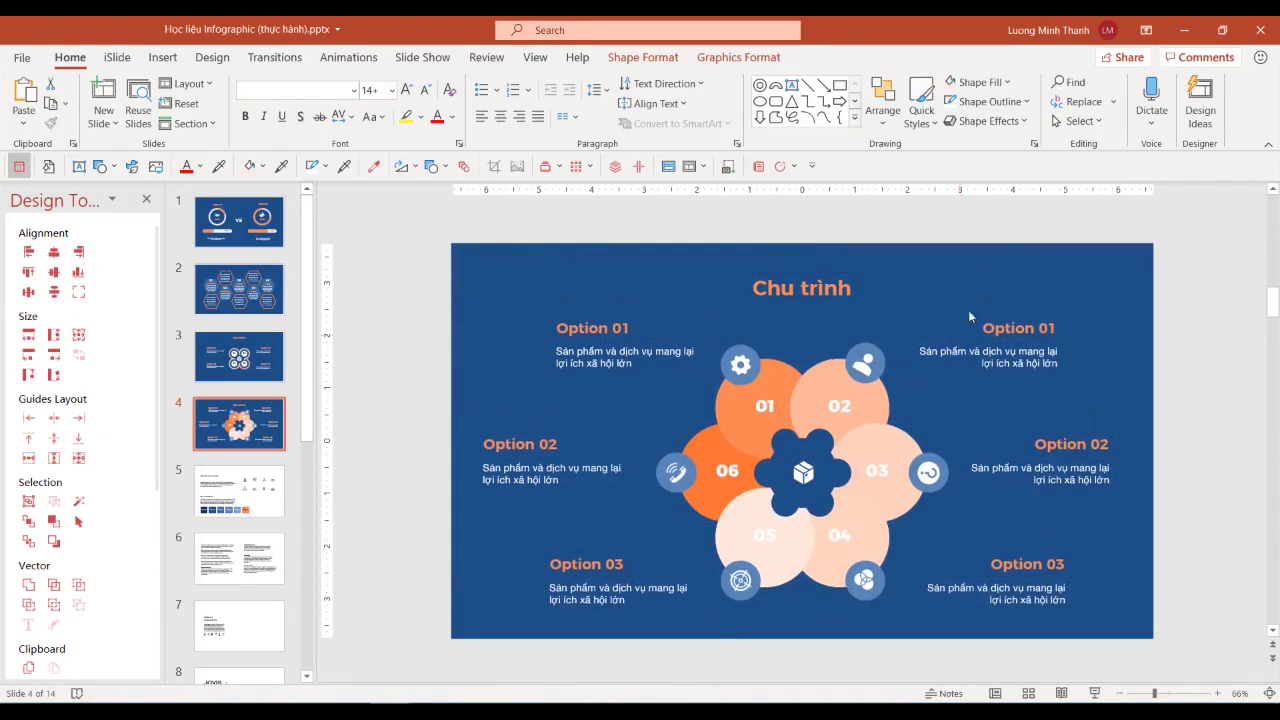 Học liệu Infographic (thực hành).pptx
Search
Luong Minh Thanh
LM
File
Home
iSlide
Insert
Design
Transitions
Animations
Slide Show
Review
View
Help
Shape Format
Graphics Format
Share
Comments
Paste
New Slide
Reuse Slides
Layout
Reset
Section
14+
Text Direction
Align Text
Convert to SmartArt
Arrange
Quick Styles
Shape Fill
Shape Outline
Shape Effects
Find
Replace
Select
Dictate
Design Ideas
Clipboard
Slides
Font
Paragraph
Drawing
Editing
Voice
Designer
Design To...
Alignment
Size
Guides Layout
Selection
Vector
Clipboard
1
2
3
4
5
6
7
8
Chu trình
Option 01
Sản phẩm và dịch vụ mang lại
lợi ích xã hội lớn
Option 01
Sản phẩm và dịch vụ mang lại
lợi ích xã hội lớn
01
02
Option 02
Sản phẩm và dịch vụ mang lại
lợi ích xã hội lớn
06
03
Option 02
Sản phẩm và dịch vụ mang lại
lợi ích xã hội lớn
05
04
Option 03
Sản phẩm và dịch vụ mang lại
lợi ích xã hội lớn
Option 03
Sản phẩm và dịch vụ mang lại
lợi ích xã hội lớn
Slide 4 of 14
Notes
66%